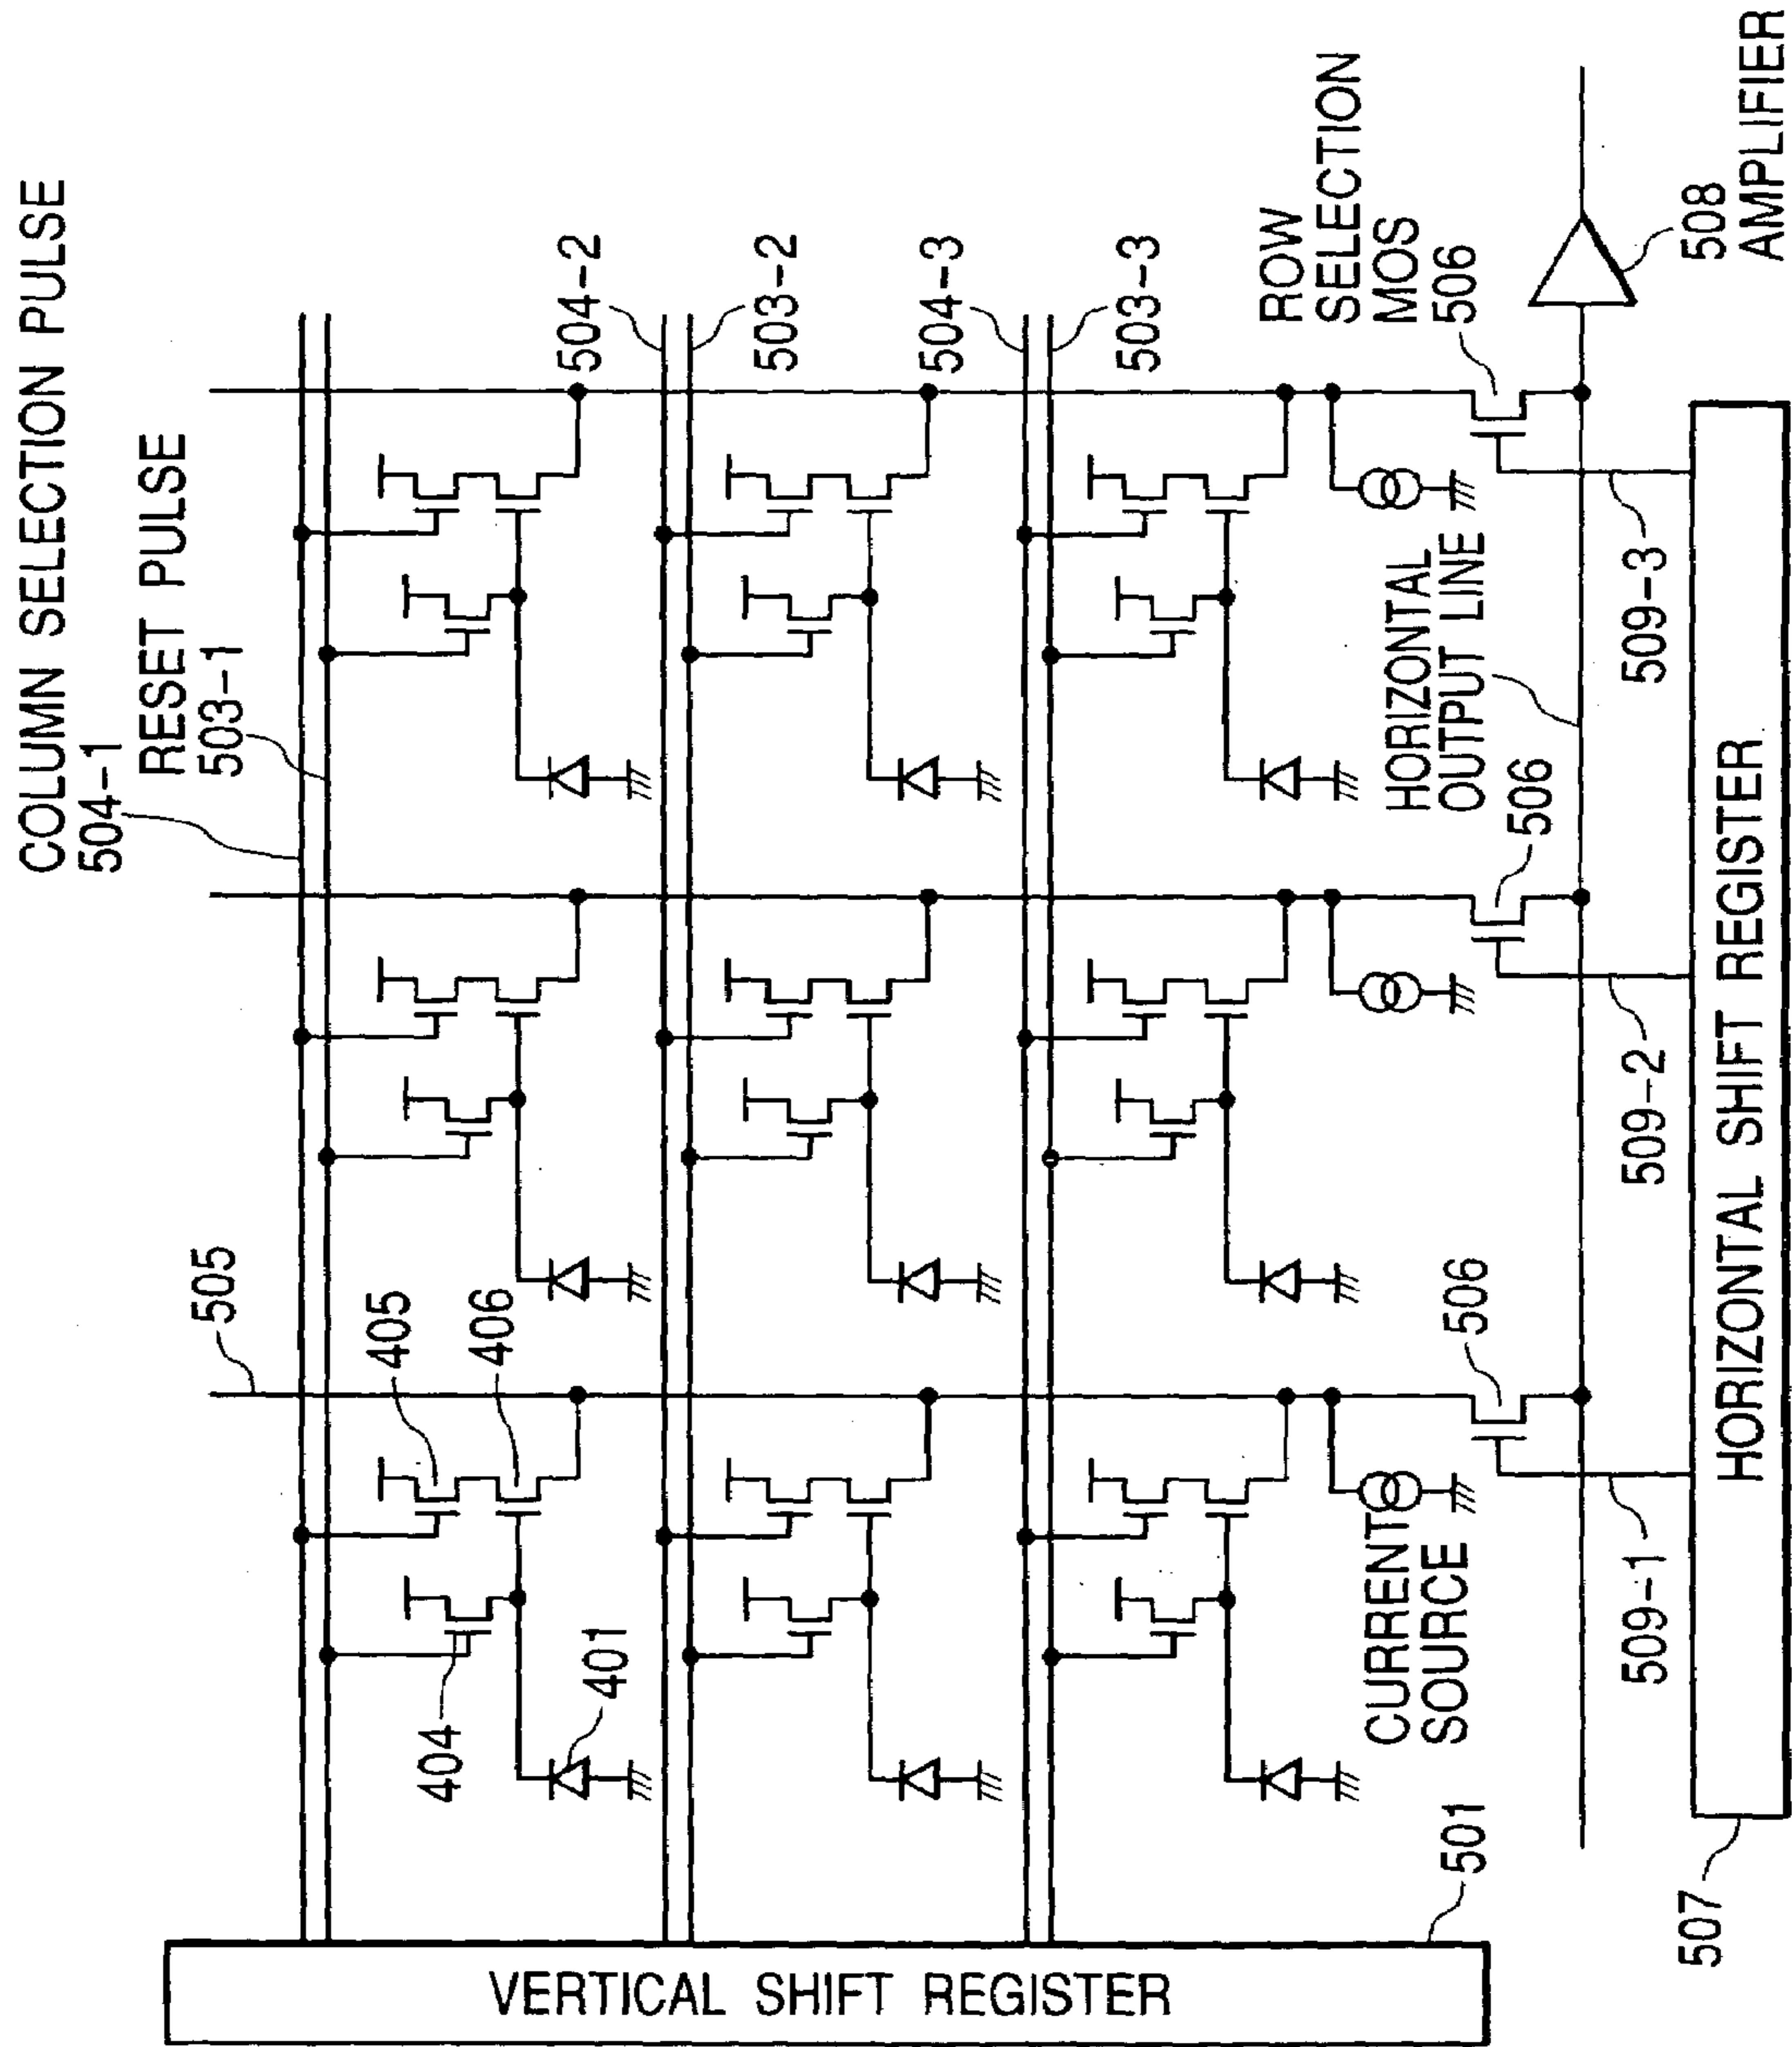 COLUMN SELECTION PULSE
504-1
RESET PULSE
503-1
505
405
406
404
401
504-2
503-2
504-3
503-3
ROW
SELECTION
MOS
506
506
506
CURRENT
SOURCE
HORIZONTAL
OUTPUT LINE
509-1
509-2
509-3
508
AMPLIFIER
501
VERTICAL SHIFT REGISTER
507
HORIZONTAL SHIFT REGISTER